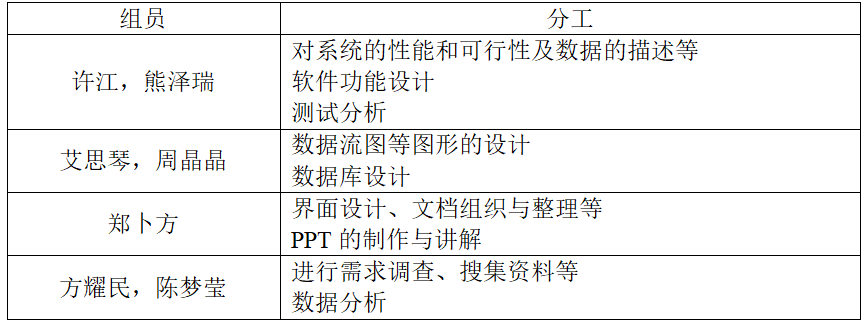 组员 分工
许江，熊泽瑞
对系统的性能和可行性及数据的描述等
软件功能设计
测试分析
艾思琴，周晶晶
数据流图等图形的设计
数据库设计
郑卜方
界面设计、文档组织与整理等
PPT 的制作与讲解
方耀民，陈梦莹
进行需求调查、搜集资料等
数据分析